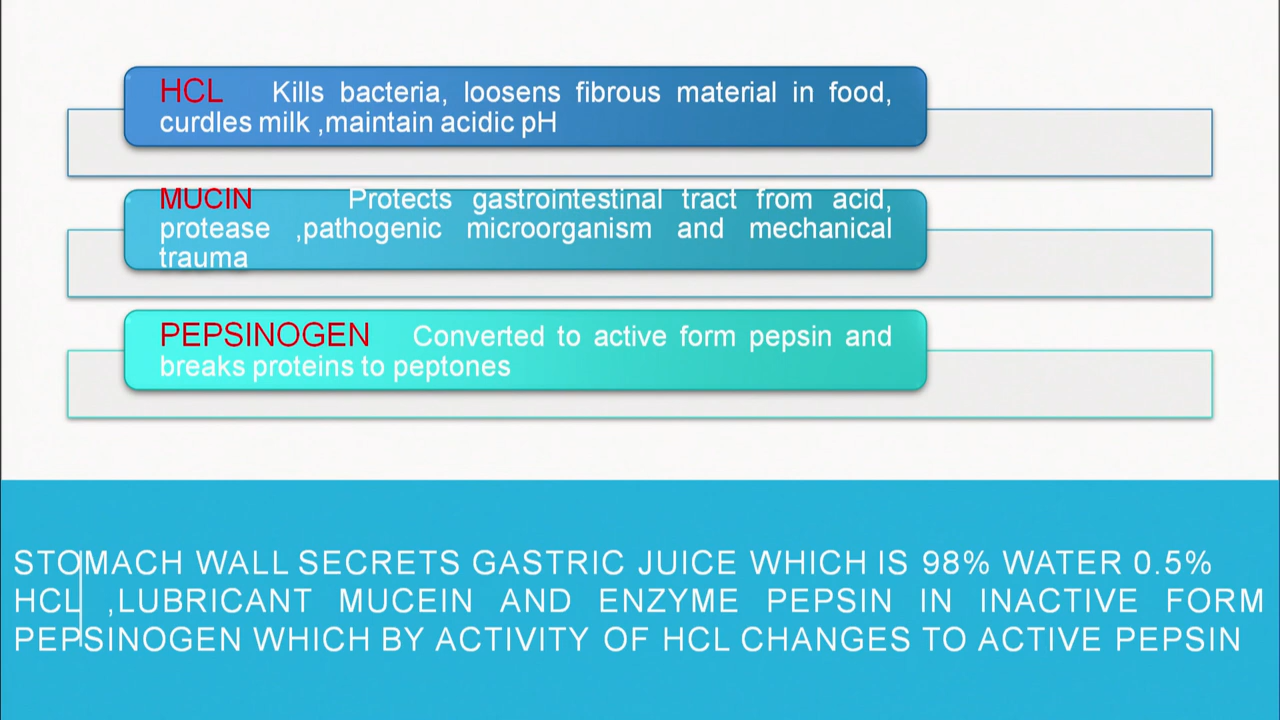 HCL Kills bacteria, loosens fibrous material in food,
curdles milk ,maintain acidic pH
MUCIN Protects gastrointestinal tract from acid,
protease ,pathogenic microorganism and mechanical
trauma
PEPSINOGEN Converted to active form pepsin and
breaks proteins to peptones
STOMACH WALL SECRETS GASTRIC JUICE WHICH IS 98% WATER 0.5%
HCL ,LUBRICANT MUCEIN AND ENZYME PEPSIN IN INACTIVE FORM
PEPSINOGEN WHICH BY ACTIVITY OF HCL CHANGES TO ACTIVE PEPSIN